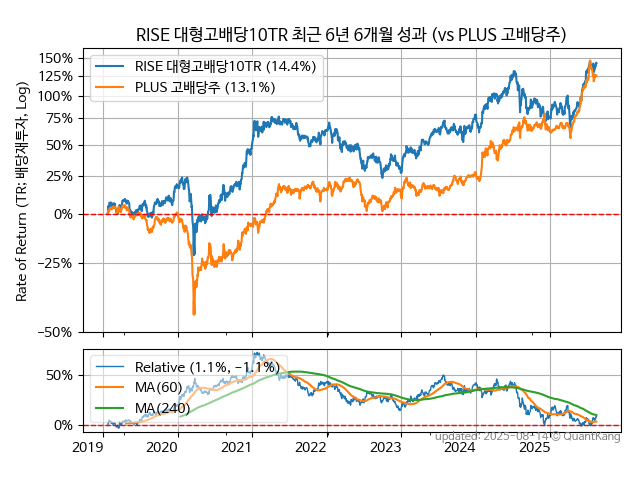 RISE 대형고배당10TR 최근 6년 6개월 성과 (vs PLUS 고배당주)
Rate of Return (TR: 배당재투자, Log)
150%
125%
100%
75%
50%
25%
0%
−25%
−50%
RISE 대형고배당10TR (14.4%)
PLUS 고배당주 (13.1%)
50%
0%
Relative (1.1%, −1.1%)
MA(60)
MA(240)
2019 2020 2021 2022 2023 2024 2025
updated: 2025-08-14 © QuantKang